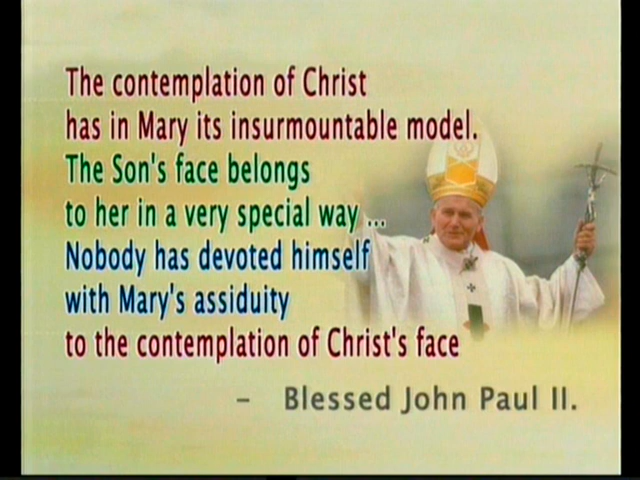 The contemplation of Christ
has in Mary its insurmountable model.
The Son's face belongs
to her in a very special way ...
Nobody has devoted himself
with Mary's assiduity
to the contemplation of Christ's face
- Blessed John Paul II.